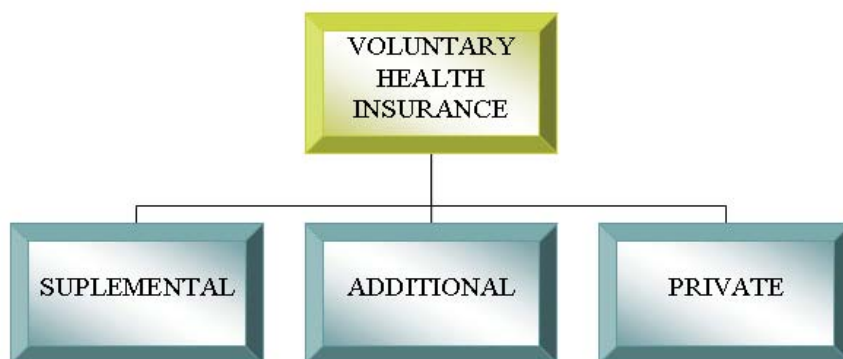 VOLUNTARY
HEALTH
INSURANCE
SUPLEMENTAL
ADDITIONAL
PRIVATE